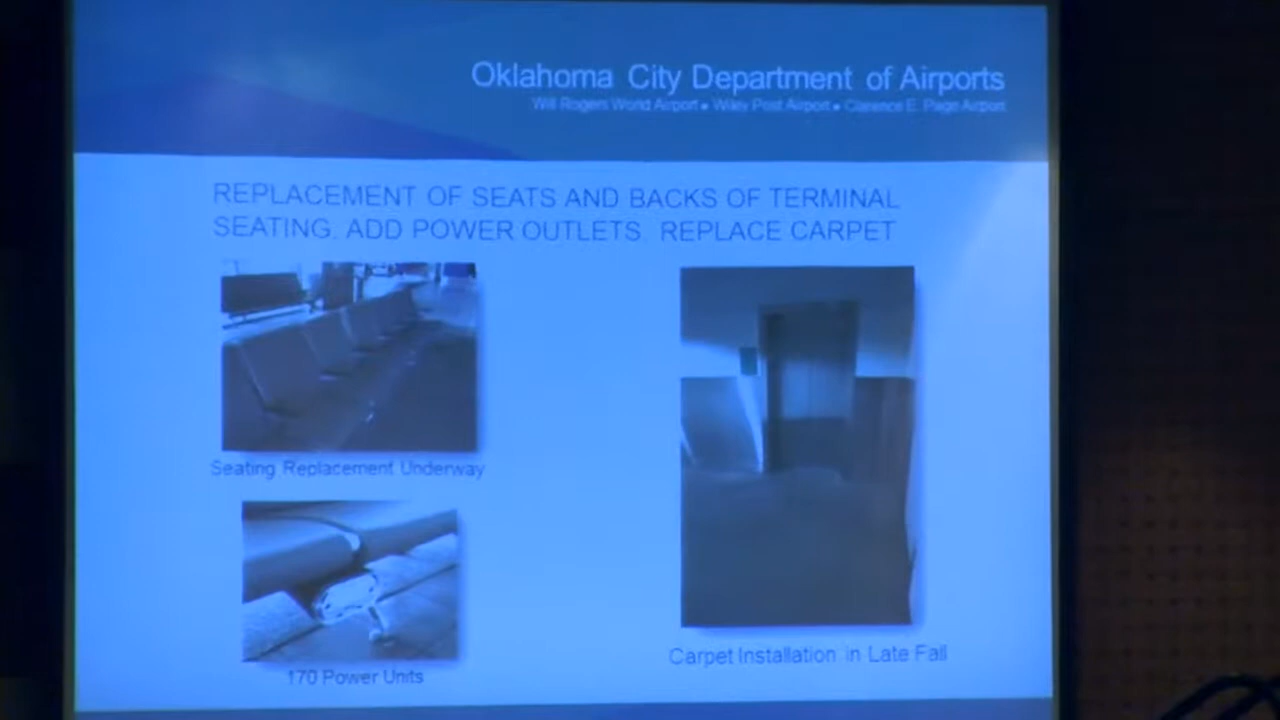 Oklahoma City Department of Airports
Will Rogers World Airport • Wiley Post Airport • Clarence E. Page Airport
REPLACEMENT OF SEATS AND BACKS OF TERMINAL
SEATING. ADD POWER OUTLETS. REPLACE CARPET
Seating Replacement Underway
170 Power Units
Carpet Installation in Late Fall